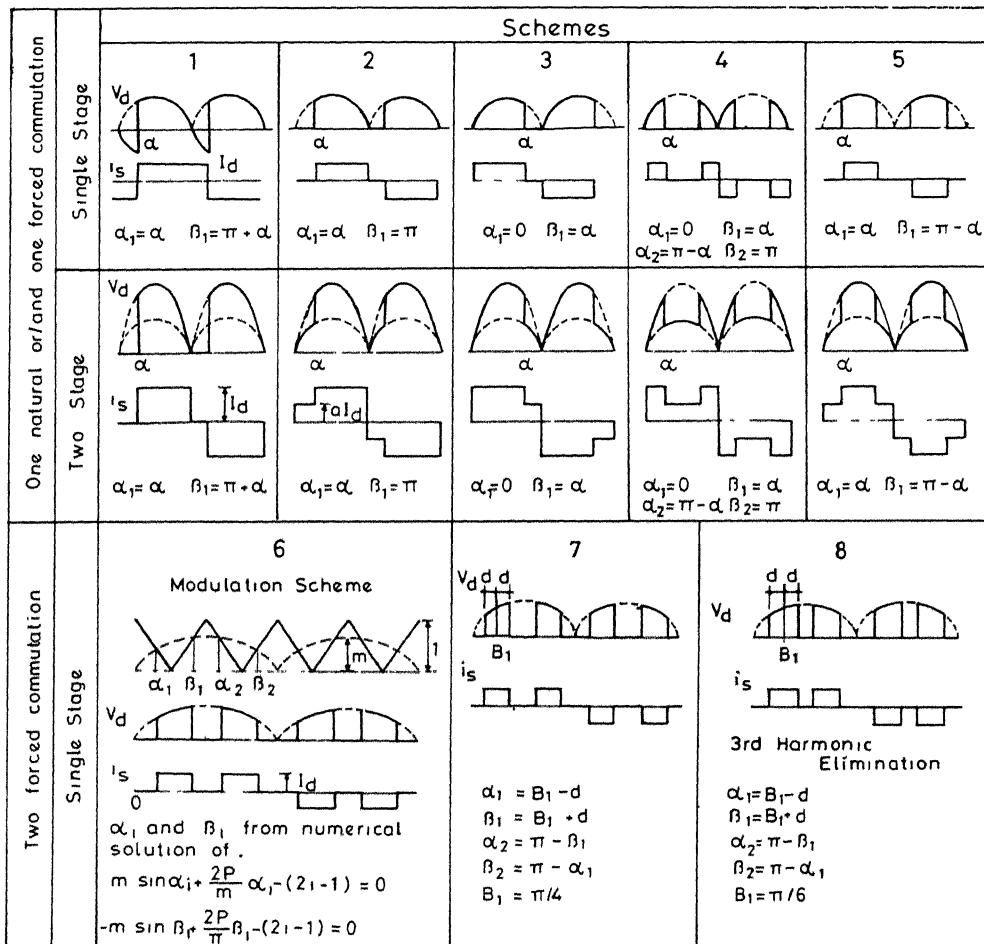 Schemes
One natural or/and one forced commutation
Single Stage
1
2
3
4
5
Vd
α
α
α
α
α
is
Id
α1=α β1=π+α
α1=α β1=π
α1=0 β1=α
α1=0 β1=α
α2=π-α β2=π
α1=α β1=π-α
Two Stage
Vd
α
α
α
α
α
is
Id
aId
α1=α β1=π+α
α1=α β1=π
α1=0 β1=α
α1=0 β1=α
α2=π-α β2=π
α1=α β1=π-α
Two forced commutation
Single Stage
6
Modulation Scheme
m
1
α1 β1 α2 β2
Vd
is
Id
0
α1 and β1 from numerical
solution of.
m sinαi+ 2P/m α1-(2i-1) = 0
-m sin β1+ 2P/π β1-(2i-1) = 0
7
Vd d d
B1
is
α1 = B1-d
β1 = B1+d
α2 = π-β1
β2 = π-α1
B1 = π/4
8
d d
Vd
B1
is
3rd Harmonic
Elimination
α1=B1-d
β1=B1+d
α2=π-β1
β2=π-α1
B1=π/6